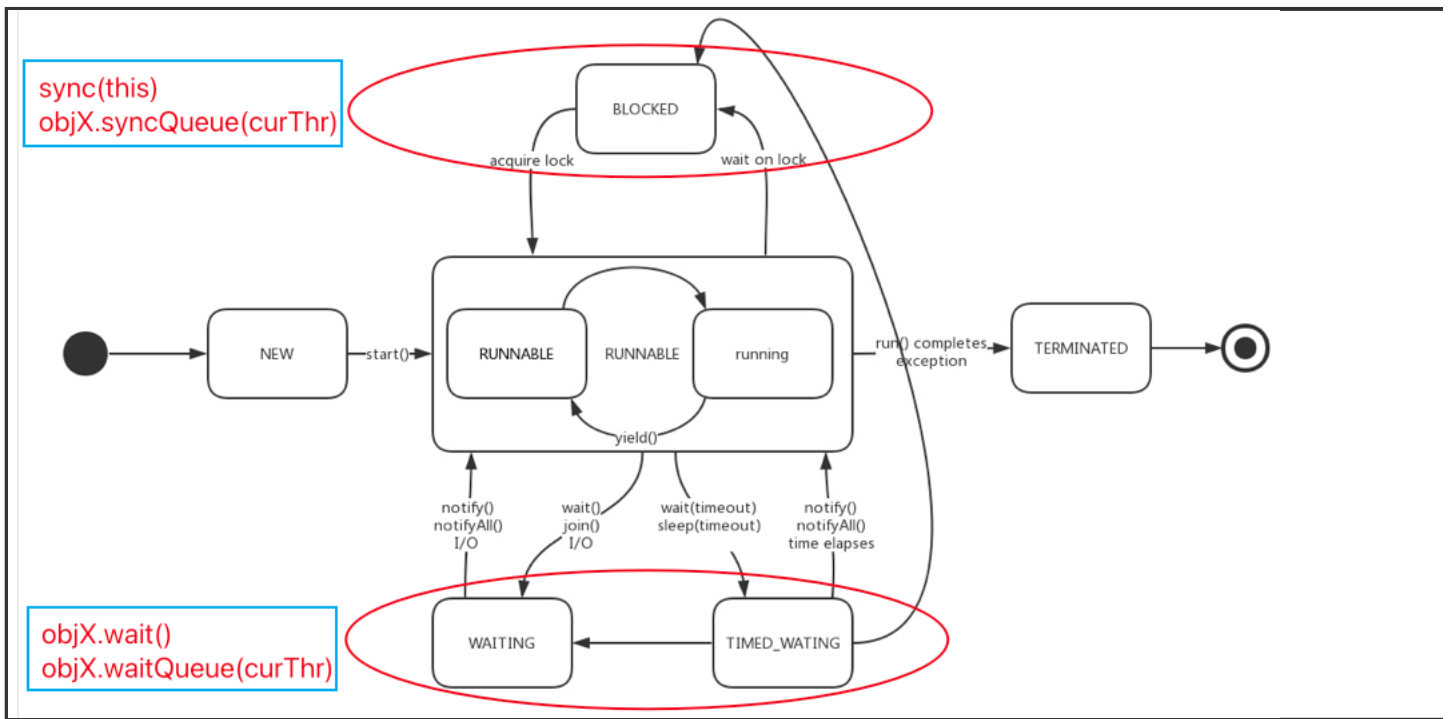 sync(this)
objX.syncQueue(curThr)
BLOCKED
acquire lock
wait on lock
NEW
start()
RUNNABLE
RUNNABLE
running
yield()
run() completes
exception
TERMINATED
notify()
notifyAll()
I/O
wait()
join()
I/O
wait(timeout)
sleep(timeout)
notify()
notifyAll()
time elapses
objX.wait()
objX.waitQueue(curThr)
WAITING
TIMED_WATING